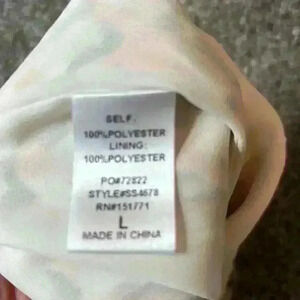 SELF:
100%POLYESTER
LINING:
100%POLYESTER
PO#72822
STYLE#SS4678
RN#151771
L
MADE IN CHINA